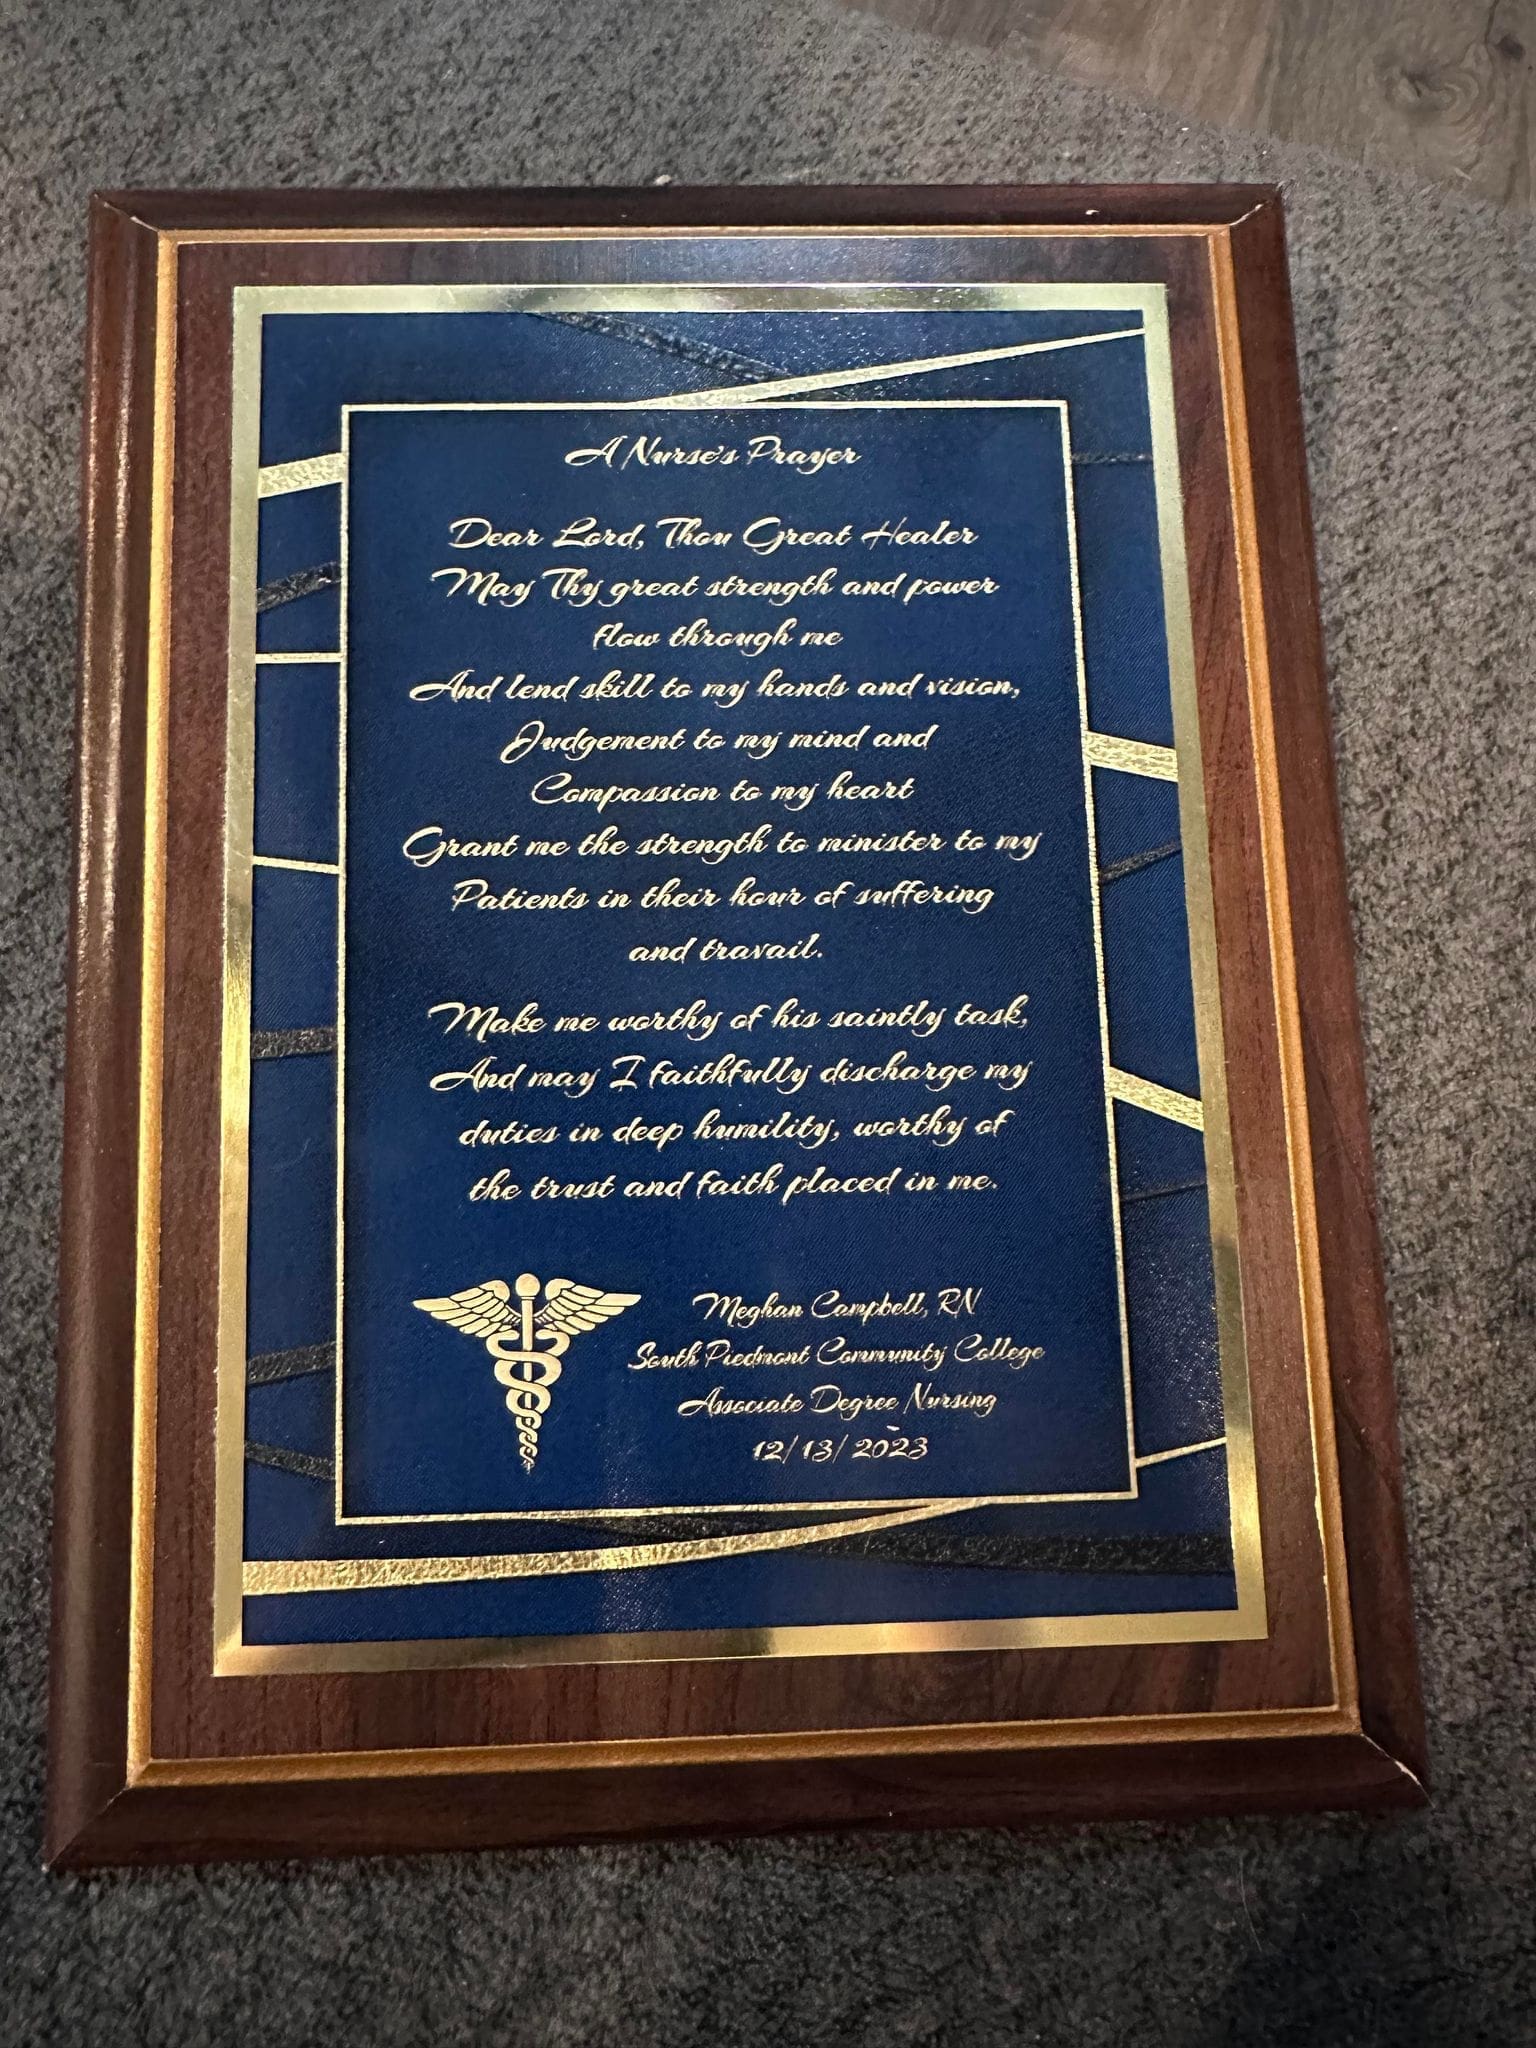 A Nurse's Prayer
Dear Lord, Thou Great Healer
May Thy great strength and power
flow through me
And lend skill to my hands and vision,
Judgement to my mind and
Compassion to my heart
Grant me the strength to minister to my
Patients in their hour of suffering
and travail.
Make me worthy of his saintly task,
And may I faithfully discharge my
duties in deep humility, worthy of
the trust and faith placed in me.
Meghan Campbell, RN
South Piedmont Community College
Associate Degree Nursing
12/13/2023